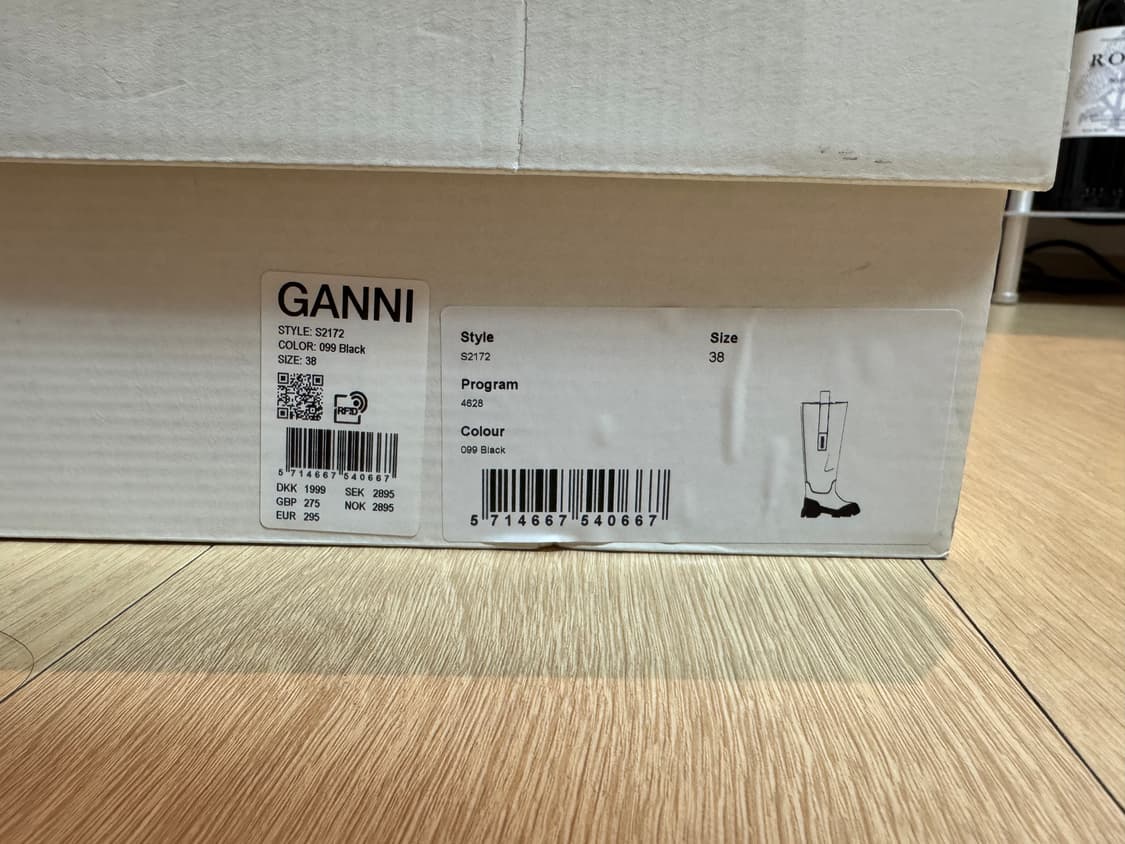 GANNI
STYLE: S2172
COLOR: 099 Black
SIZE: 38
RFID
5 714667 540667
DKK 1999 SEK 2895
GBP 275 NOK 2895
EUR 295
Style
S2172
Size
38
Program
4628
Colour
099 Black
5 714667 540667
RO